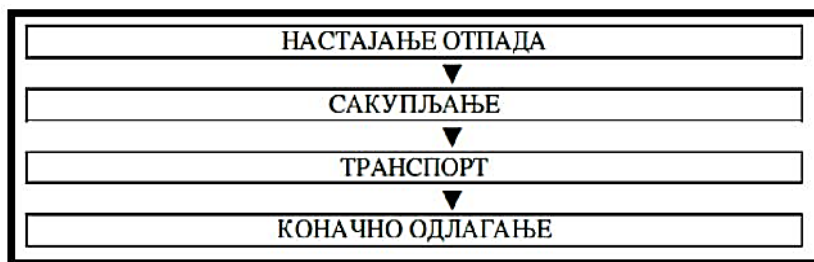 НАСТАЈАЊЕ ОТПАДА
САКУПЉАЊЕ
ТРАНСПОРТ
КОНАЧНО ОДЛАГАЊЕ